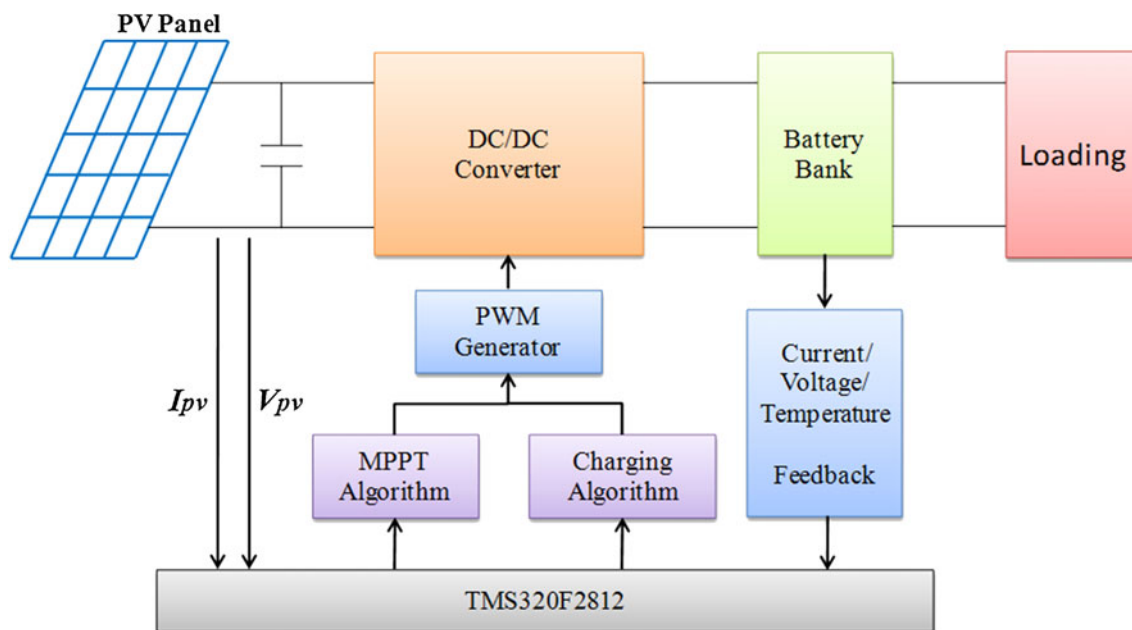 PV Panel
DC/DC
Converter
Battery
Bank
Loading
PWM
Generator
Current/
Voltage/
Temperature
Feedback
Ipv
Vpv
MPPT
Algorithm
Charging
Algorithm
TMS320F2812